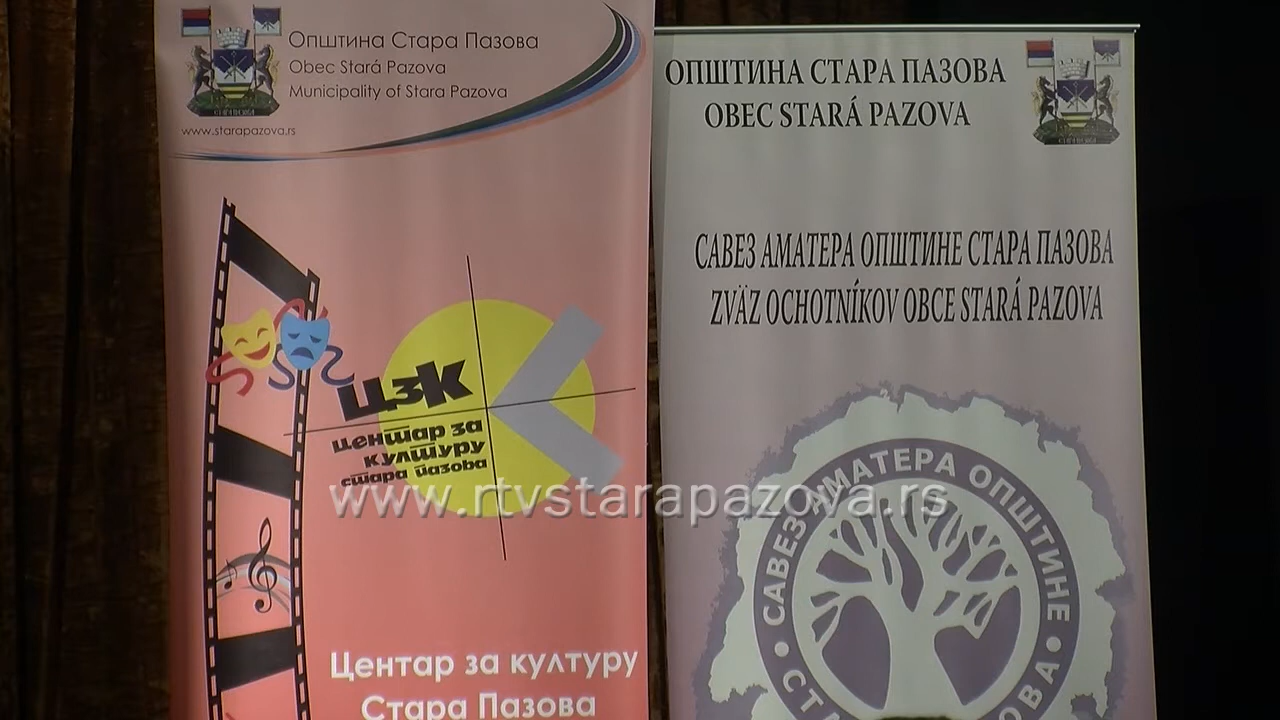 Општина Стара Пазова
Obec Stará Pazova
Municipality of Stara Pazova
www.starapazova.rs
ЦЗК
центар за
културу
стара пазова
Центар за културу
Стара Пазова
ОПШТИНА СТАРА ПАЗОВА
OBEC STARÁ PAZOVA
САВЕЗ АМАТЕРА ОПШТИНЕ СТАРА ПАЗОВА
ZVÄZ OCHOTNÍKOV OBCE STARÁ PAZOVA
САВЕЗ АМАТЕРА ОПШТИНЕ
www.rtvstarapazova.rs